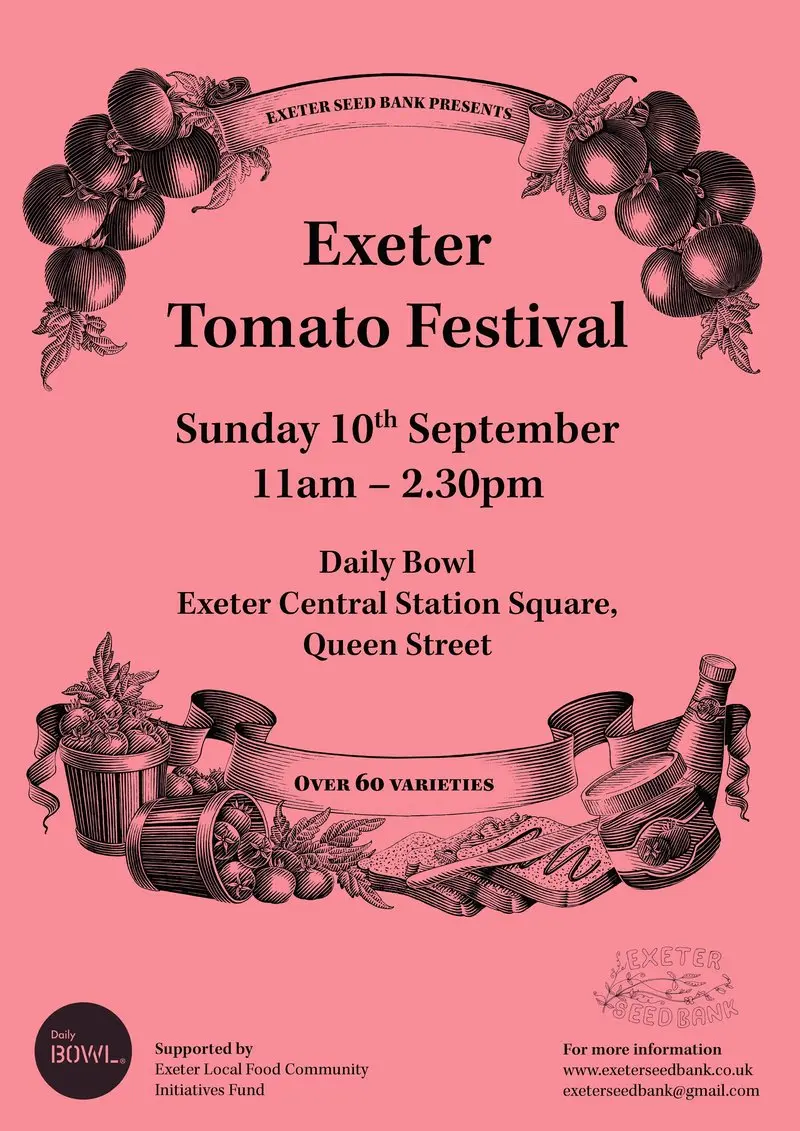 EXETER SEED BANK PRESENTS
Exeter
Tomato Festival
Sunday 10th September
11am – 2.30pm
Daily Bowl
Exeter Central Station Square,
Queen Street
OVER 60 VARIETIES
EXETER
SEED BANK
Daily
BOWL®
Supported by
Exeter Local Food Community
Initiatives Fund
For more information
www.exeterseedbank.co.uk
exeterseedbank@gmail.com